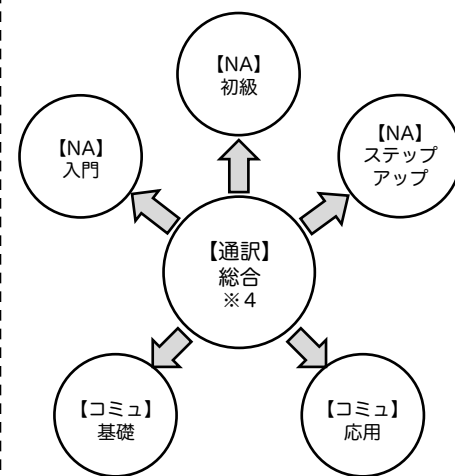 【NA】
初級
【NA】
入門
【NA】
ステップ
アップ
【通訳】
総合
※4
【コミュ】
基礎
【コミュ】
応用